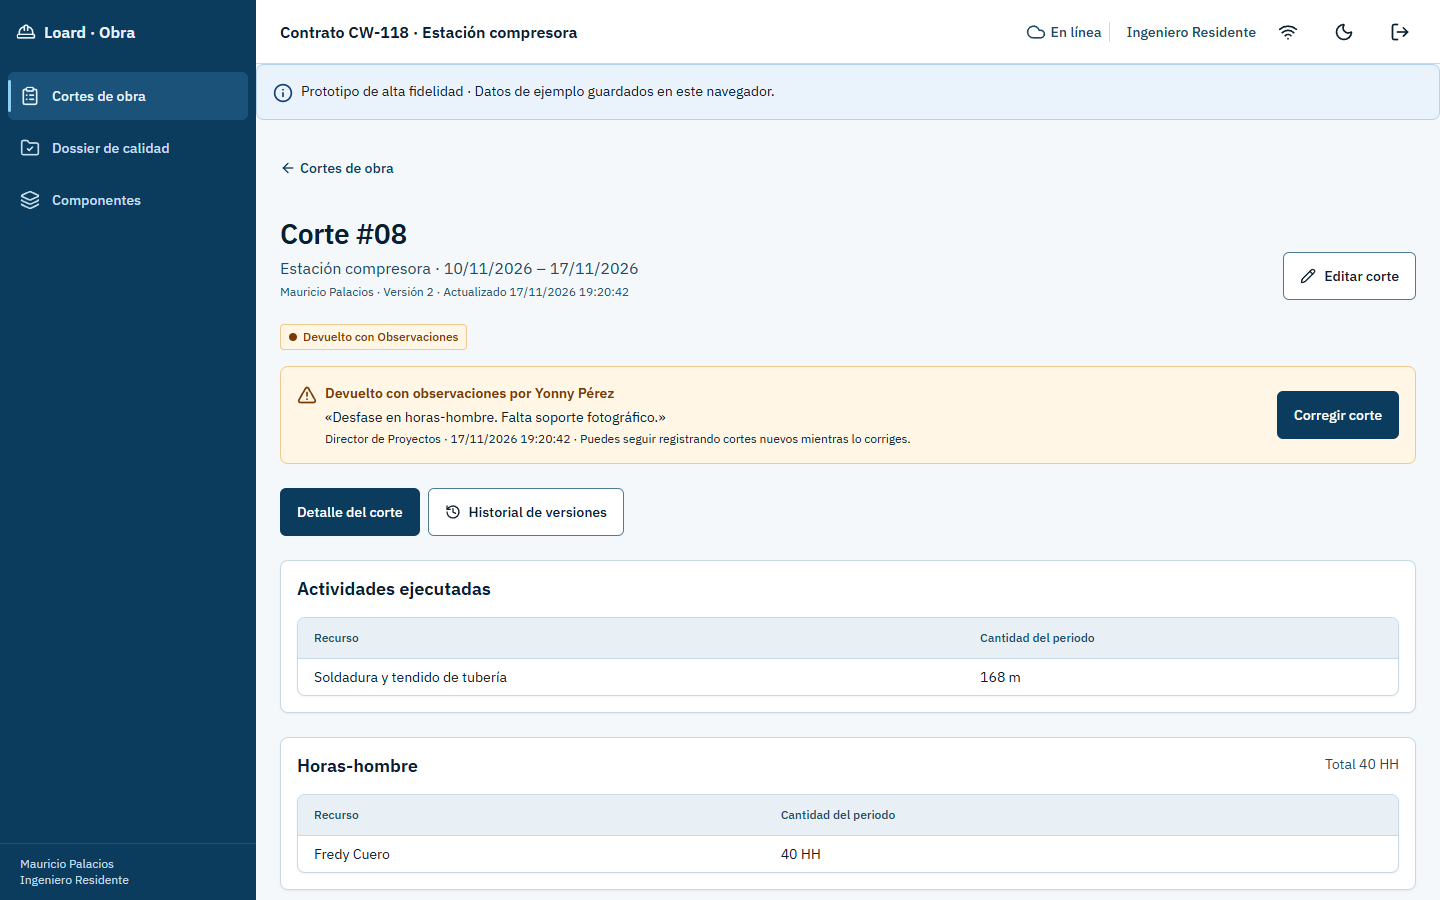 Loard · Obra
Contrato CW-118 · Estación compresora
En línea
Ingeniero Residente
Cortes de obra
Dossier de calidad
Componentes
Prototipo de alta fidelidad · Datos de ejemplo guardados en este navegador.
Cortes de obra
Corte #08
Estación compresora · 10/11/2026 – 17/11/2026
Mauricio Palacios · Versión 2 · Actualizado 17/11/2026 19:20:42
Editar corte
Devuelto con Observaciones
Devuelto con observaciones por Yonny Pérez
«Desfase en horas-hombre. Falta soporte fotográfico.»
Director de Proyectos · 17/11/2026 19:20:42 · Puedes seguir registrando cortes nuevos mientras lo corriges.
Corregir corte
Detalle del corte
Historial de versiones
Actividades ejecutadas
Recurso Cantidad del periodo
Soldadura y tendido de tubería 168 m
Horas-hombre Total 40 HH
Recurso Cantidad del periodo
Fredy Cuero 40 HH
Mauricio Palacios
Ingeniero Residente